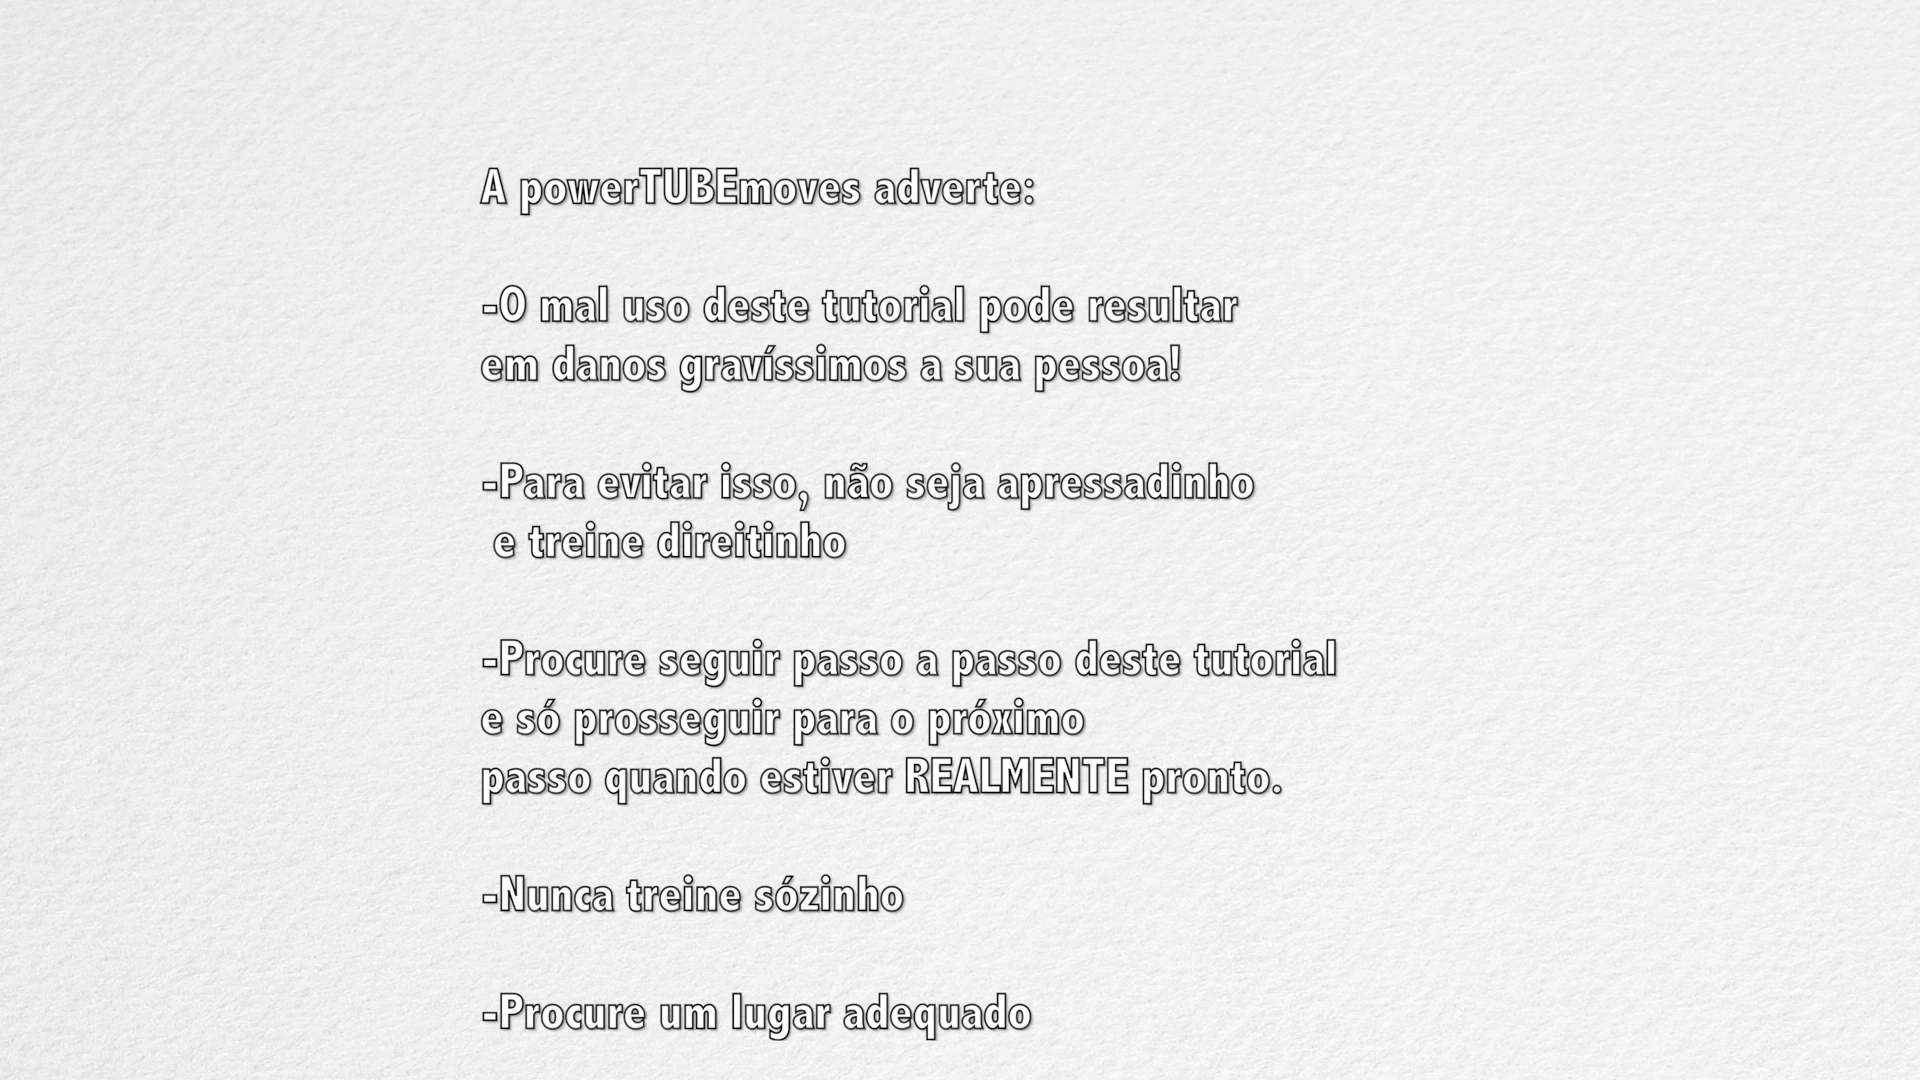 A powerTUBEmoves adverte:
-O mal uso deste tutorial pode resultar
em danos gravíssimos a sua pessoa!
-Para evitar isso, não seja apressadinho
e treine direitinho
-Procure seguir passo a passo deste tutorial
e só prosseguir para o próximo
passo quando estiver REALMENTE pronto.
-Nunca treine sózinho
-Procure um lugar adequado